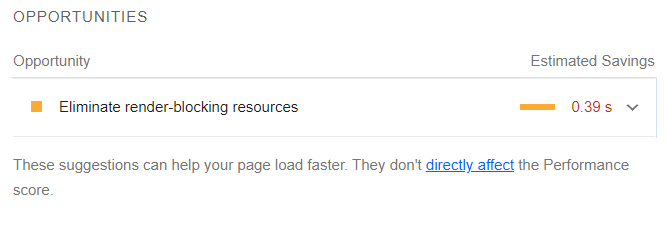 OPPORTUNITIES
Opportunity Estimated Savings
Eliminate render-blocking resources 0.39 s
These suggestions can help your page load faster. They don't directly affect the Performance
score.